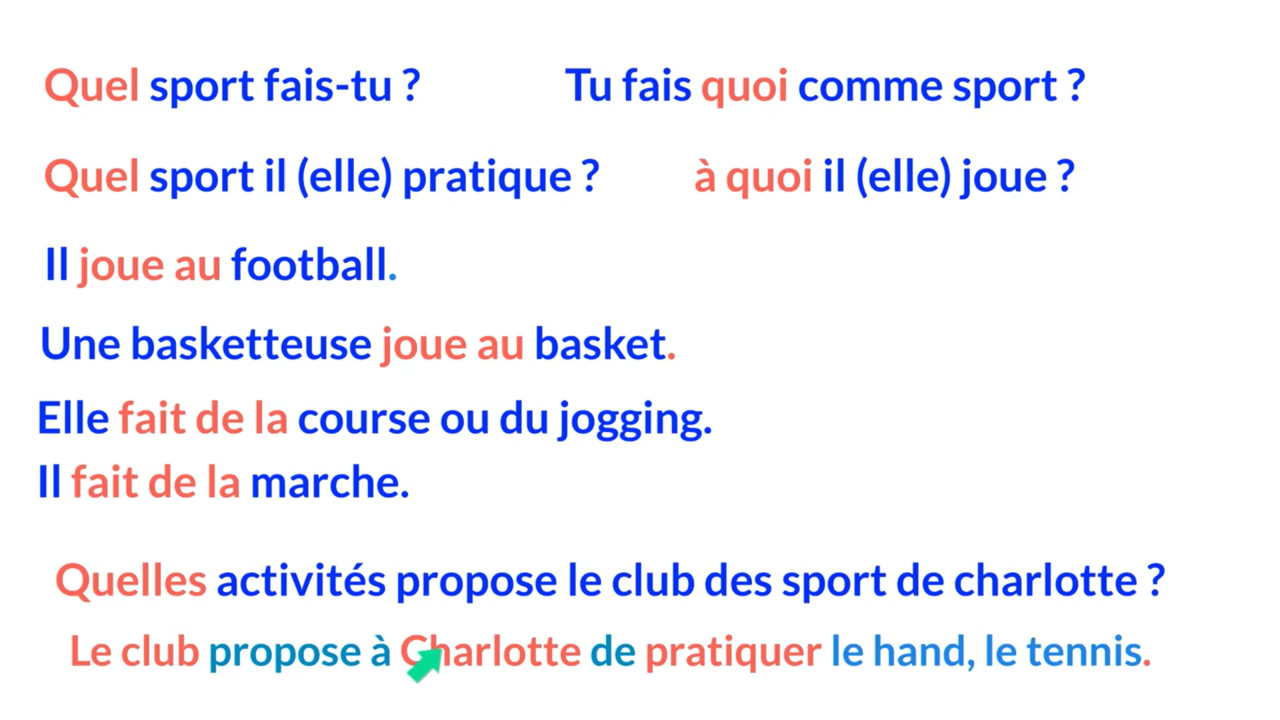 Quel sport fais-tu ? Tu fais quoi comme sport ?
Quel sport il (elle) pratique ? à quoi il (elle) joue ?
Il joue au football.
Une basketteuse joue au basket.
Elle fait de la course ou du jogging.
Il fait de la marche.
Quelles activités propose le club des sport de charlotte ?
Le club propose à Charlotte de pratiquer le hand, le tennis.